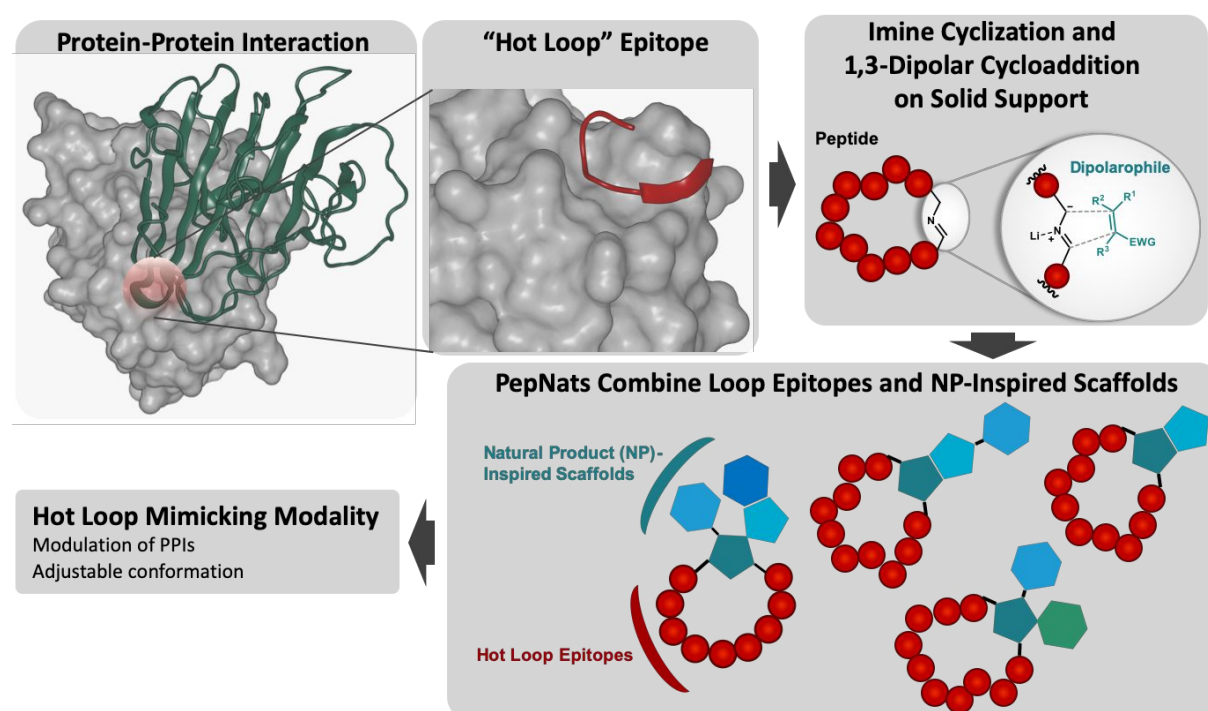 Protein-Protein Interaction
“Hot Loop” Epitope
Imine Cyclization and
1,3-Dipolar Cycloaddition
on Solid Support
Peptide
N
Dipolarophile
R² R¹
Li N
+
−
EWG
R³
PepNats Combine Loop Epitopes and NP-Inspired Scaffolds
Natural Product (NP)-
Inspired Scaffolds
Hot Loop Epitopes
Hot Loop Mimicking Modality
Modulation of PPIs
Adjustable conformation